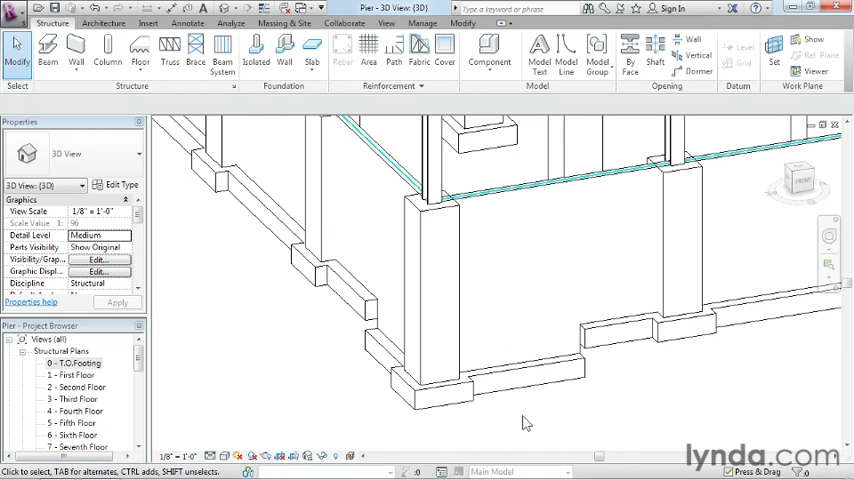 Pier - 3D View: {3D}
Type a keyword or phrase
Sign In
Structure Architecture Insert Annotate Analyze Massing & Site Collaborate View Manage Modify
Modify Beam Wall Column Floor Truss Brace Beam System Isolated Wall Slab Rebar Area Path Fabric Cover Component Model Text Model Line Model Group By Face Shaft Wall Vertical Dormer Level Grid Set Show Ref Plane Viewer
Select Structure Foundation Reinforcement Model Opening Datum Work Plane
Properties
3D View
3D View: {3D} Edit Type
Graphics
View Scale 1/8" = 1'-0"
Scale Value 1: 96
Detail Level Medium
Parts Visibility Show Original
Visibility/Grap... Edit...
Graphic Displ... Edit...
Discipline Structural
Properties help Apply
Pier - Project Browser
Views (all)
Structural Plans
0 - T.O.Footing
1 - First Floor
2 - Second Floor
3 - Third Floor
4 - Fourth Floor
5 - Fifth Floor
6 - Sixth Floor
7 - Seventh Floor
FRONT
1/8" = 1'-0"
Click to select, TAB for alternates, CTRL adds, SHIFT unselects.
:0
Main Model
Press & Drag
:0
lynda.com